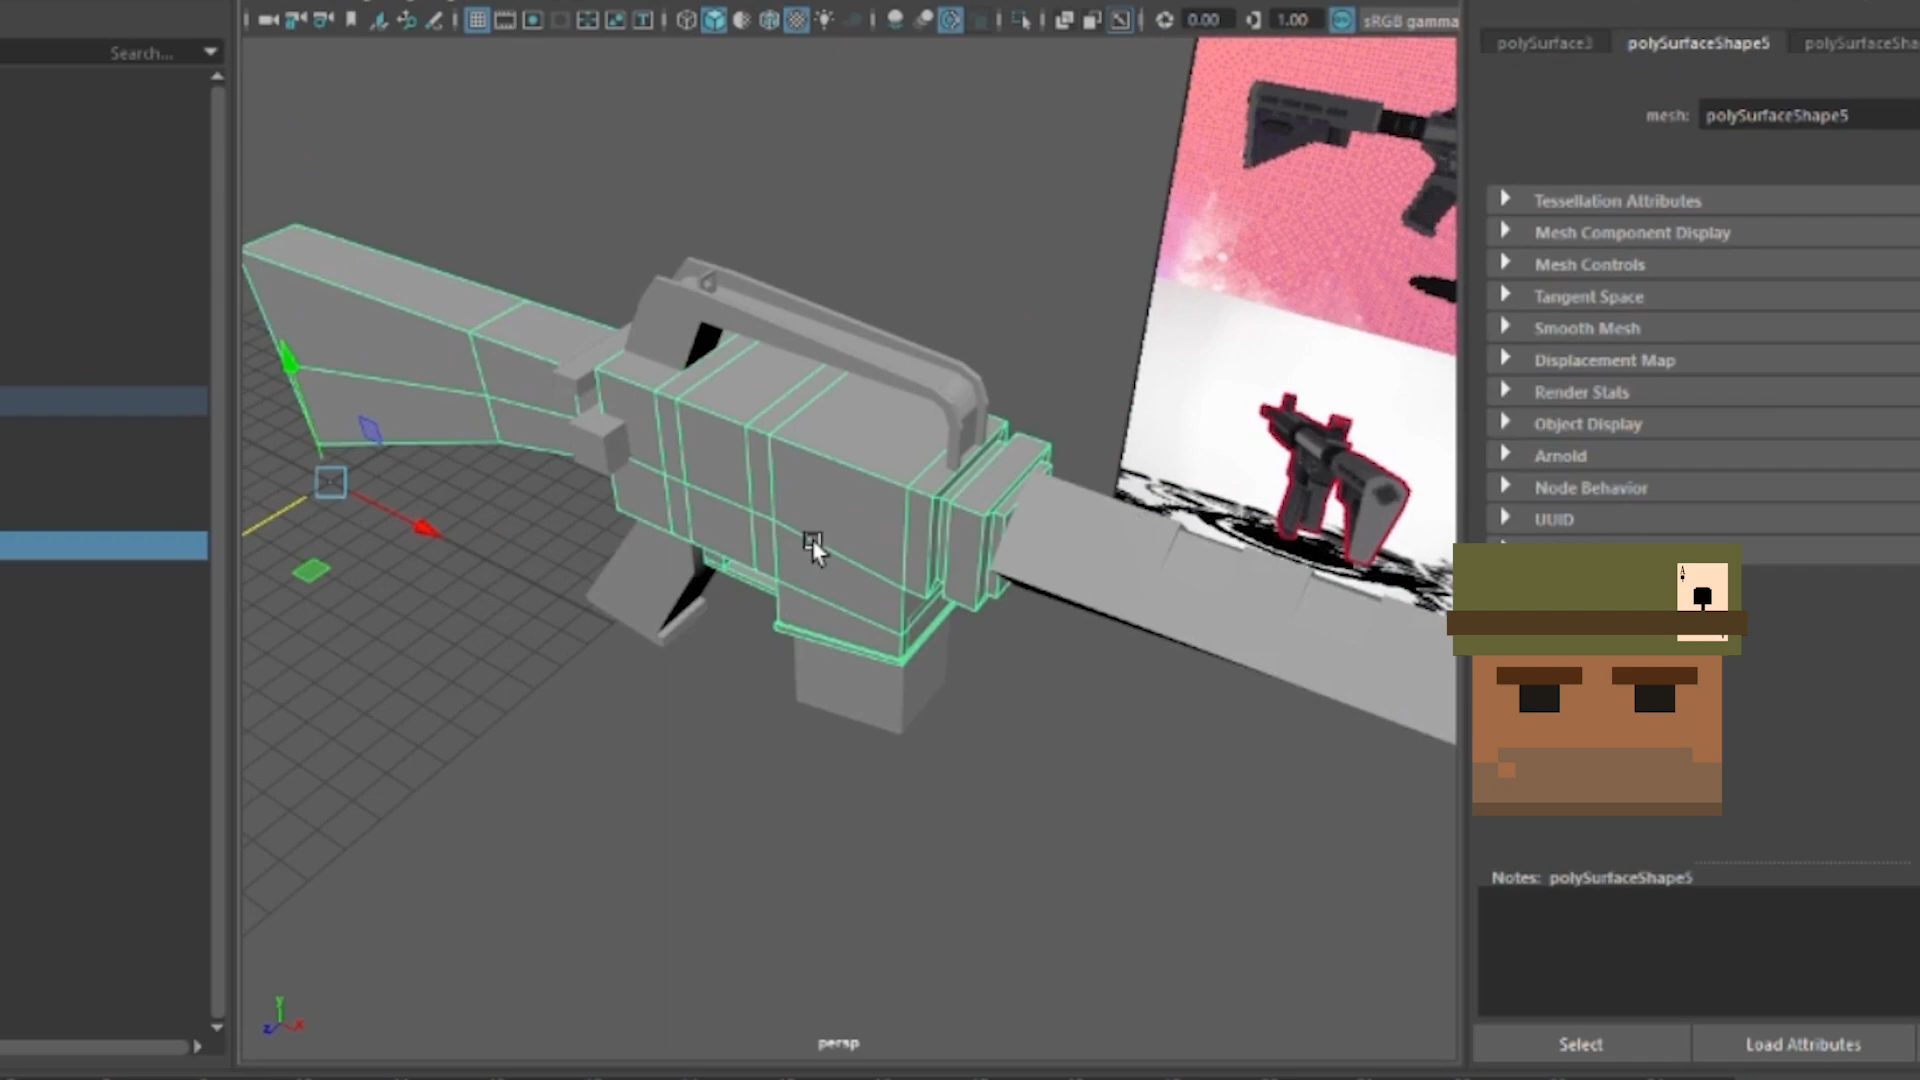 Search...
0.00
1.00
sRGB gamma
polySurface3
polySurfaceShape5
polySurfaceSha
mesh:
polySurfaceShape5
Tessellation Attributes
Mesh Component Display
Mesh Controls
Tangent Space
Smooth Mesh
Displacement Map
Render Stats
Object Display
Arnold
Node Behavior
UUID
A
Notes: polySurfaceShape5
Select
Load Attributes
y
z
x
persp